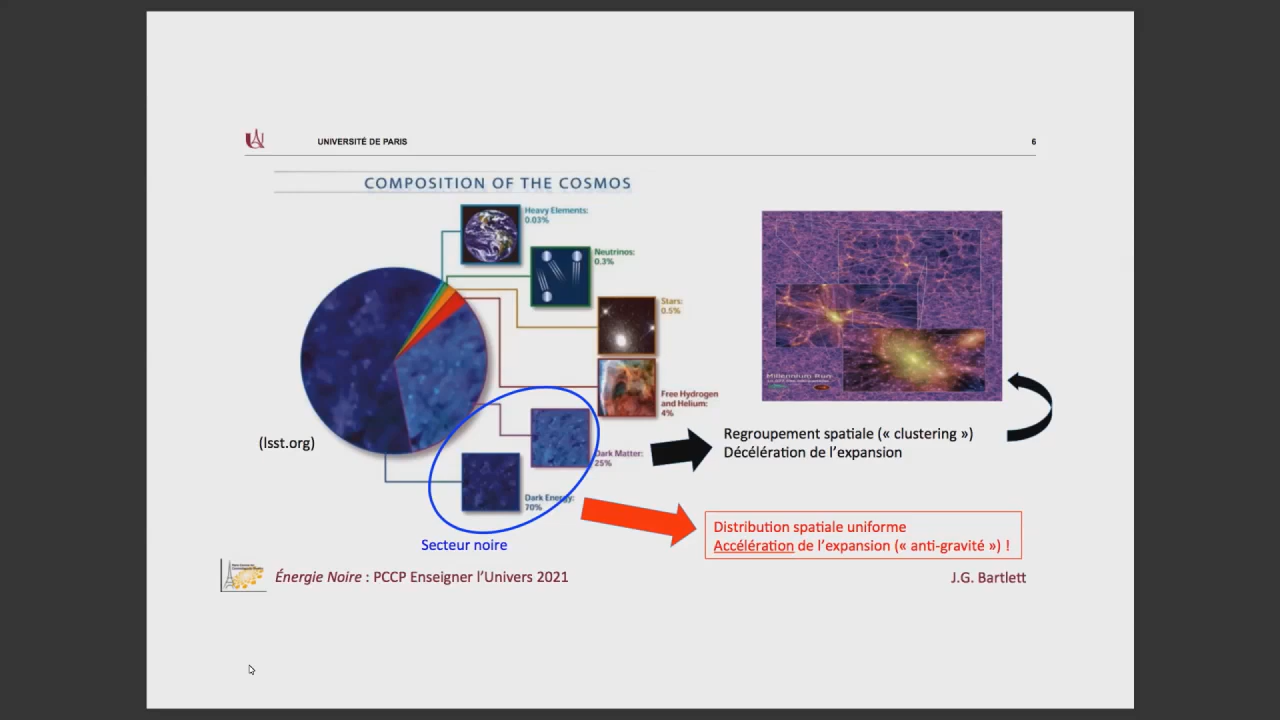 UNIVERSITÉ DE PARIS
6
COMPOSITION OF THE COSMOS
Heavy Elements:
0.03%
Neutrinos:
0.3%
Stars:
0.5%
Free Hydrogen
and Helium:
4%
Dark Matter:
25%
Dark Energy:
70%
(lsst.org)
Secteur noire
Millennium Run
Regroupement spatiale (« clustering »)
Décélération de l’expansion
Distribution spatiale uniforme
Accélération de l’expansion (« anti-gravité ») !
Énergie Noire : PCCP Enseigner l’Univers 2021
J.G. Bartlett